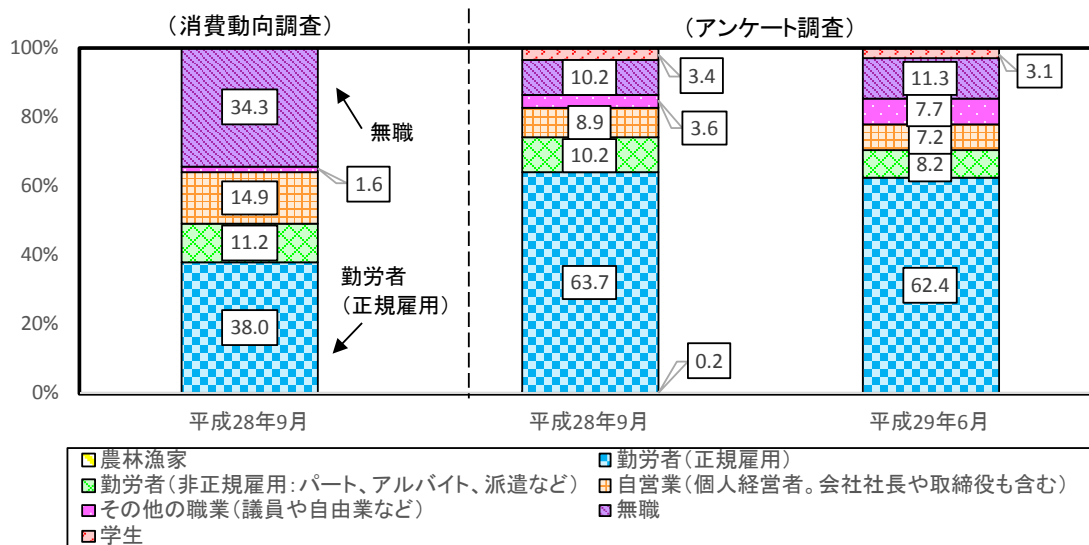 （消費動向調査）
（アンケート調査）
100%
80%
60%
40%
20%
0%
34.3
1.6
14.9
11.2
38.0
無職
勤労者
（正規雇用）
3.4
10.2
3.6
8.9
10.2
63.7
0.2
3.1
11.3
7.7
7.2
8.2
62.4
平成28年9月
平成28年9月
平成29年6月
農林漁家
勤労者（正規雇用）
勤労者（非正規雇用：パート、アルバイト、派遣など）
自営業（個人経営者。会社社長や取締役も含む）
その他の職業（議員や自由業など）
無職
学生